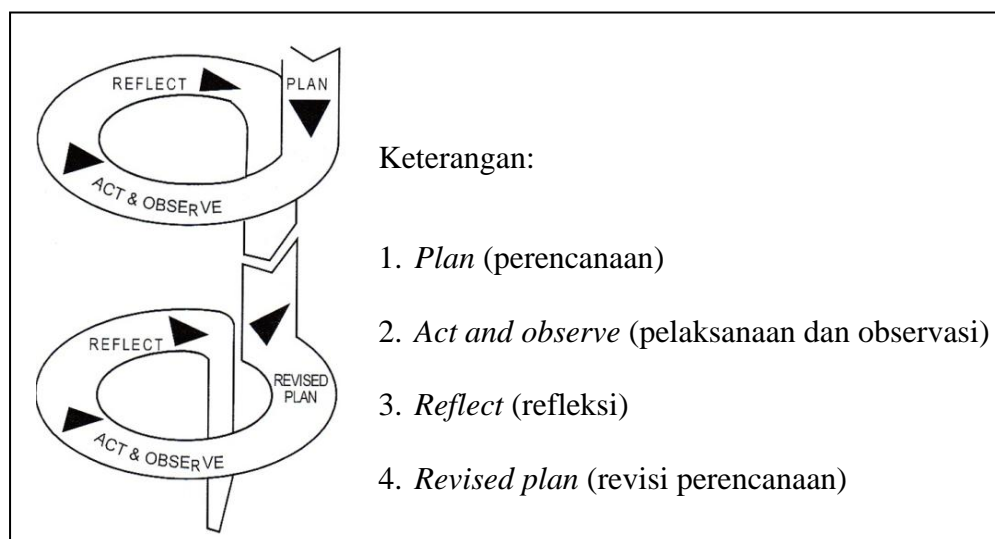 REFLECT
PLAN
ACT & OBSERVE
REFLECT
REVISED
PLAN
ACT & OBSERVE
Keterangan:
1. Plan (perencanaan)
2. Act and observe (pelaksanaan dan observasi)
3. Reflect (refleksi)
4. Revised plan (revisi perencanaan)